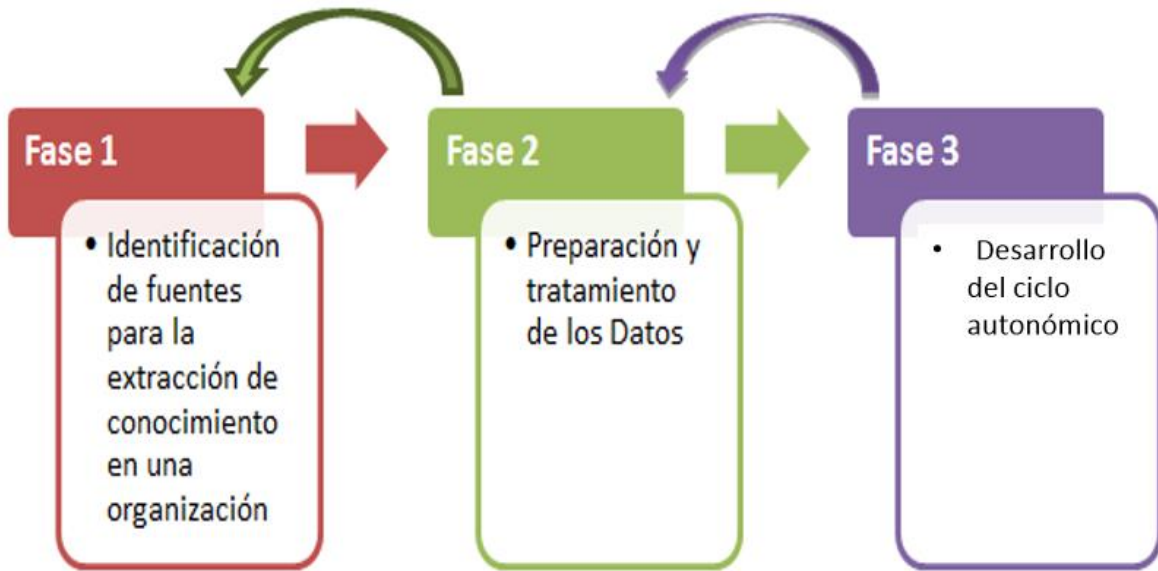 Fase 1
• Identificación
de fuentes
para la
extracción de
conocimiento
en una
organización
Fase 2
• Preparación y
tratamiento
de los Datos
Fase 3
• Desarrollo
del ciclo
autonómico